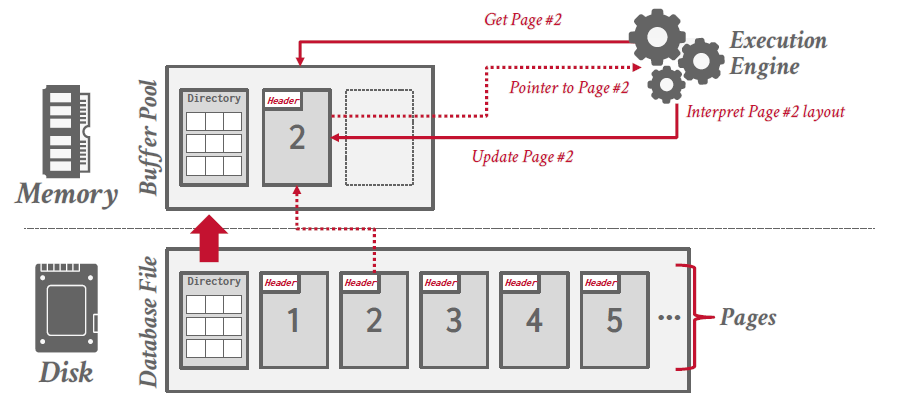 Get Page #2
Execution
Engine
Pointer to Page #2
Interpret Page #2 layout
Update Page #2
Memory
Buffer Pool
Directory
Header
2
Disk
Database File
Directory
Header
1
Header
2
Header
3
Header
4
Header
5
...
Pages